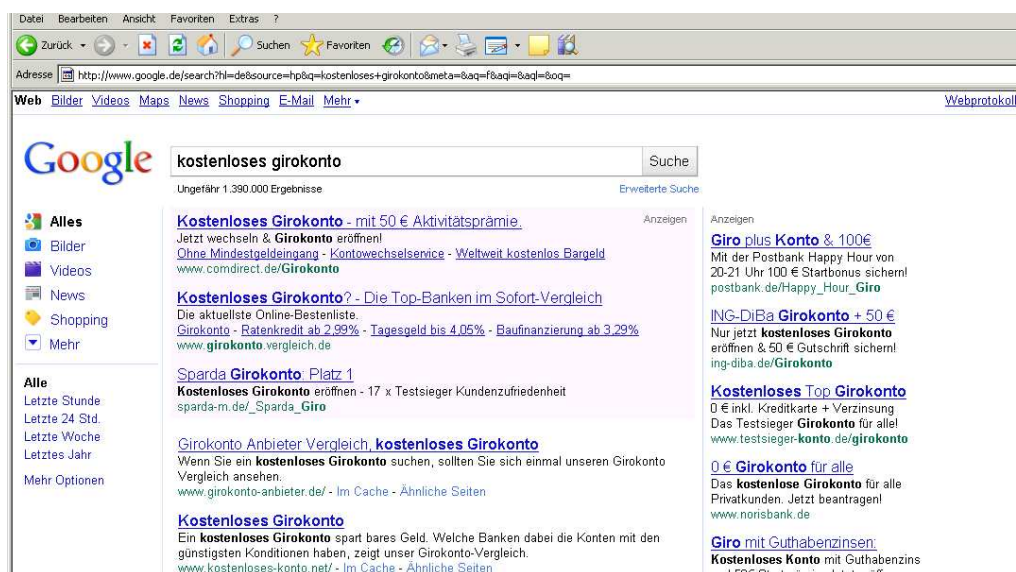 Datei Bearbeiten Ansicht Favoriten Extras ?
Zurück Suchen Favoriten
Adresse http://www.google.de/search?hl=de&source=hp&q=kostenloses+girokonto&meta=&aq=f&aqi=&aql=&oq=
Web Bilder Videos Maps News Shopping E-Mail Mehr Webprotokoll
Google
kostenloses girokonto Suche
Ungefähr 1.390.000 Ergebnisse Erweiterte Suche
Alles
Bilder
Videos
News
Shopping
Mehr
Alle
Letzte Stunde
Letzte 24 Std.
Letzte Woche
Letztes Jahr
Mehr Optionen
Kostenloses Girokonto - mit 50 € Aktivitätsprämie. Anzeigen
Jetzt wechseln & Girokonto eröffnen!
Ohne Mindestgeldeingang - Kontowechselservice - Weltweit kostenlos Bargeld
www.comdirect.de/Girokonto
Kostenloses Girokonto? - Die Top-Banken im Sofort-Vergleich
Die aktuellste Online-Bestenliste.
Girokonto - Ratenkredit ab 2,99% - Tagesgeld bis 4,05% - Baufinanzierung ab 3,29%
www.girokonto.vergleich.de
Sparda Girokonto: Platz 1
Kostenloses Girokonto eröffnen - 17 x Testsieger Kundenzufriedenheit
sparda-m.de/_Sparda_Giro
Girokonto Anbieter Vergleich, kostenloses Girokonto
Wenn Sie ein kostenloses Girokonto suchen, sollten Sie sich einmal unseren Girokonto
Vergleich ansehen.
www.girokonto-anbieter.de/ - Im Cache - Ähnliche Seiten
Kostenloses Girokonto
Ein kostenloses Girokonto spart bares Geld. Welche Banken dabei die Konten mit den
günstigsten Konditionen haben, zeigt unser Girokonto-Vergleich.
www.kostenloses-konto.net/ - Im Cache - Ähnliche Seiten
Anzeigen
Giro plus Konto & 100€
Mit der Postbank Happy Hour von
20-21 Uhr 100 € Startbonus sichern!
postbank.de/Happy_Hour_Giro
ING-DiBa Girokonto + 50 €
Nur jetzt kostenloses Girokonto
eröffnen & 50 € Gutschrift sichern!
ing-diba.de/Girokonto
Kostenloses Top Girokonto
0 € inkl. Kreditkarte + Verzinsung
Das Testsieger Girokonto für alle!
www.testsieger-konto.de/girokonto
0 € Girokonto für alle
Das kostenlose Girokonto für alle
Privatkunden. Jetzt beantragen!
www.norisbank.de
Giro mit Guthabenzinsen:
Kostenloses Konto mit Guthabenzins